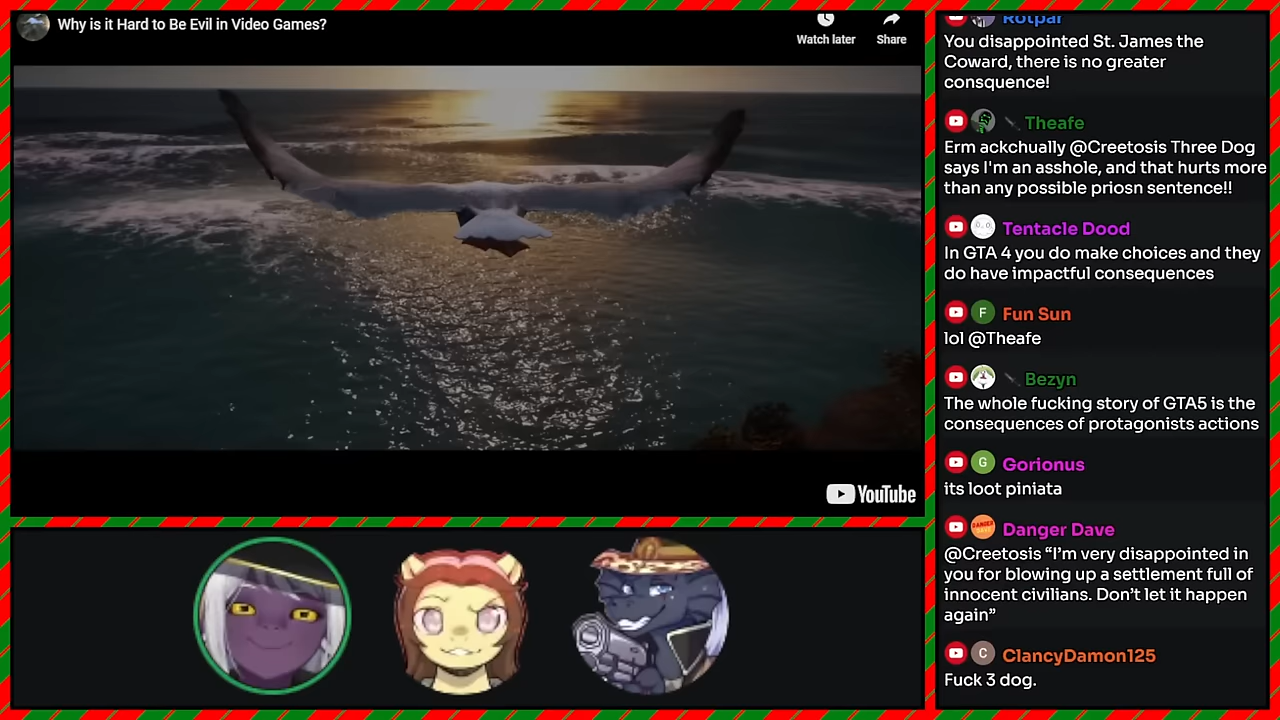 Why is it Hard to Be Evil in Video Games?
Watch later
Share
YouTube
Rotpar
You disappointed St. James the
Coward, there is no greater
consquence!
Theafe
Erm ackchually @Creetosis Three Dog
says I'm an asshole, and that hurts more
than any possible priosn sentence!!
Tentacle Dood
In GTA 4 you do make choices and they
do have impactful consequences
F
Fun Sun
lol @Theafe
Bezyn
The whole fucking story of GTA5 is the
consequences of protagonists actions
G
Gorionus
its loot piniata
DANGER DAVE
Danger Dave
@Creetosis “I’m very disappointed in
you for blowing up a settlement full of
innocent civilians. Don’t let it happen
again”
C
ClancyDamon125
Fuck 3 dog.